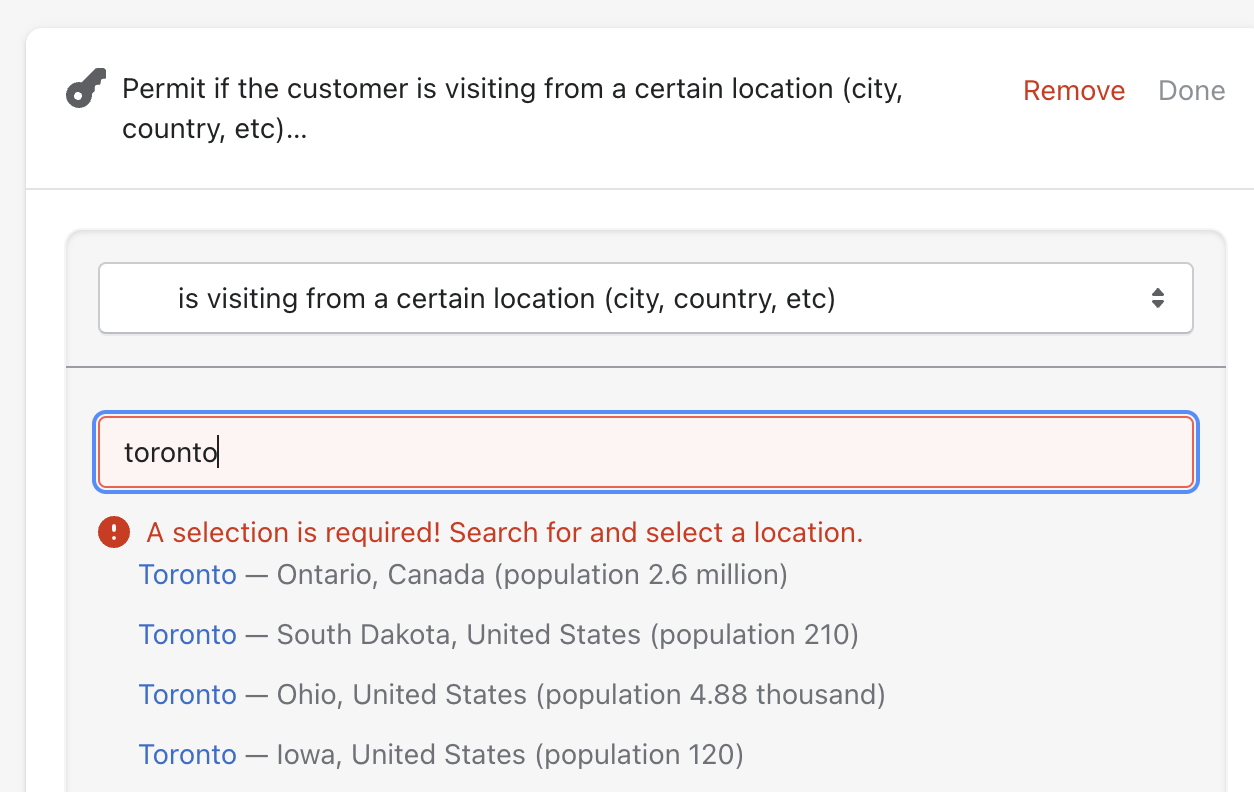 Permit if the customer is visiting from a certain location (city,
country, etc)...
Remove
Done
is visiting from a certain location (city, country, etc)
toronto
A selection is required! Search for and select a location.
Toronto — Ontario, Canada (population 2.6 million)
Toronto — South Dakota, United States (population 210)
Toronto — Ohio, United States (population 4.88 thousand)
Toronto — Iowa, United States (population 120)